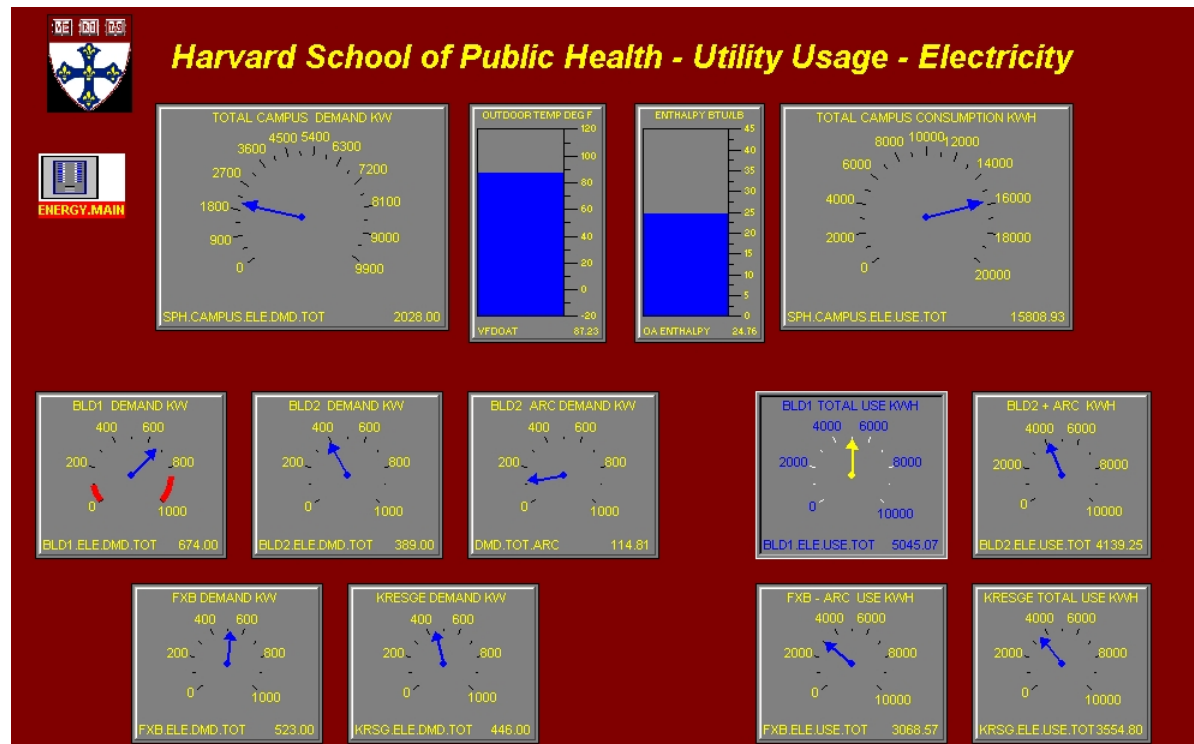 VE RI TAS
Harvard School of Public Health - Utility Usage - Electricity
ENERGY.MAIN
TOTAL CAMPUS DEMAND KW
0 900 1800 2700 3600 4500 5400 6300 7200 8100 9000 9900
SPH.CAMPUS.ELE.DMD.TOT 2028.00
OUTDOOR TEMP DEG F
120
100
80
60
40
20
0
-20
VFDOAT 87.23
ENTHALPY BTU/LB
45
40
35
30
25
20
15
10
5
0
OA ENTHALPY 24.76
TOTAL CAMPUS CONSUMPTION KWH
0 2000 4000 6000 8000 10000 12000 14000 16000 18000 20000
SPH.CAMPUS.ELE.USE.TOT 15808.93
BLD1 DEMAND KW
0 200 400 600 800 1000
BLD1.ELE.DMD.TOT 674.00
BLD2 DEMAND KW
0 200 400 600 800 1000
BLD2.ELE.DMD.TOT 389.00
BLD2 ARC DEMAND KW
0 200 400 600 800 1000
DMD.TOT.ARC 114.81
BLD1 TOTAL USE KWH
0 2000 4000 6000 8000 10000
BLD1.ELE.USE.TOT 5045.07
BLD2 + ARC KWH
0 2000 4000 6000 8000 10000
BLD2.ELE.USE.TOT 4139.25
FXB DEMAND KW
0 200 400 600 800 1000
FXB.ELE.DMD.TOT 523.00
KRESGE DEMAND KW
0 200 400 600 800 1000
KRSG.ELE.DMD.TOT 446.00
FXB - ARC USE KWH
0 2000 4000 6000 8000 10000
FXB.ELE.USE.TOT 3068.57
KRESGE TOTAL USE KWH
0 2000 4000 6000 8000 10000
KRSG.ELE.USE.TOT 3554.80